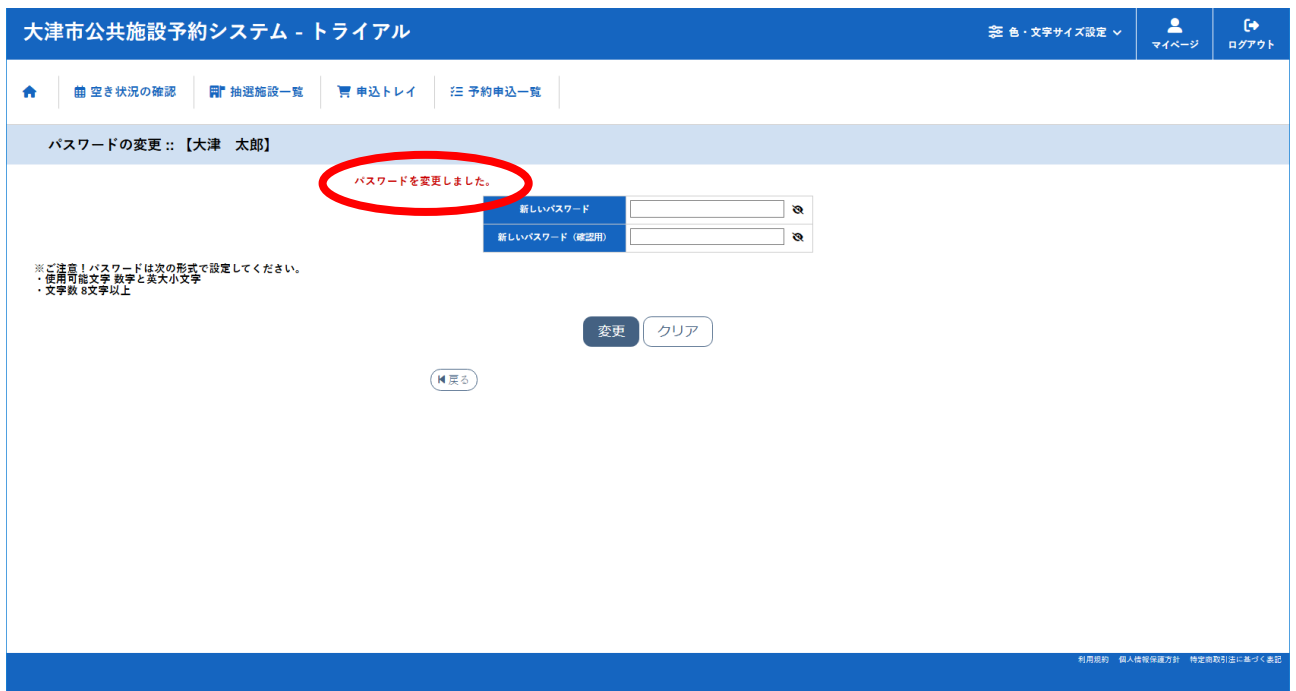 大津市公共施設予約システム - トライアル
色・文字サイズ設定
マイページ
ログアウト
空き状況の確認
抽選施設一覧
申込トレイ
予約申込一覧
パスワードの変更 :: 【大津　太郎】
パスワードを変更しました。
新しいパスワード
新しいパスワード（確認用）
※ご注意！パスワードは次の形式で設定してください。
・使用可能文字 数字と英大小文字
・文字数 8文字以上
変更
クリア
戻る
利用規約 個人情報保護方針 特定商取引法に基づく表記